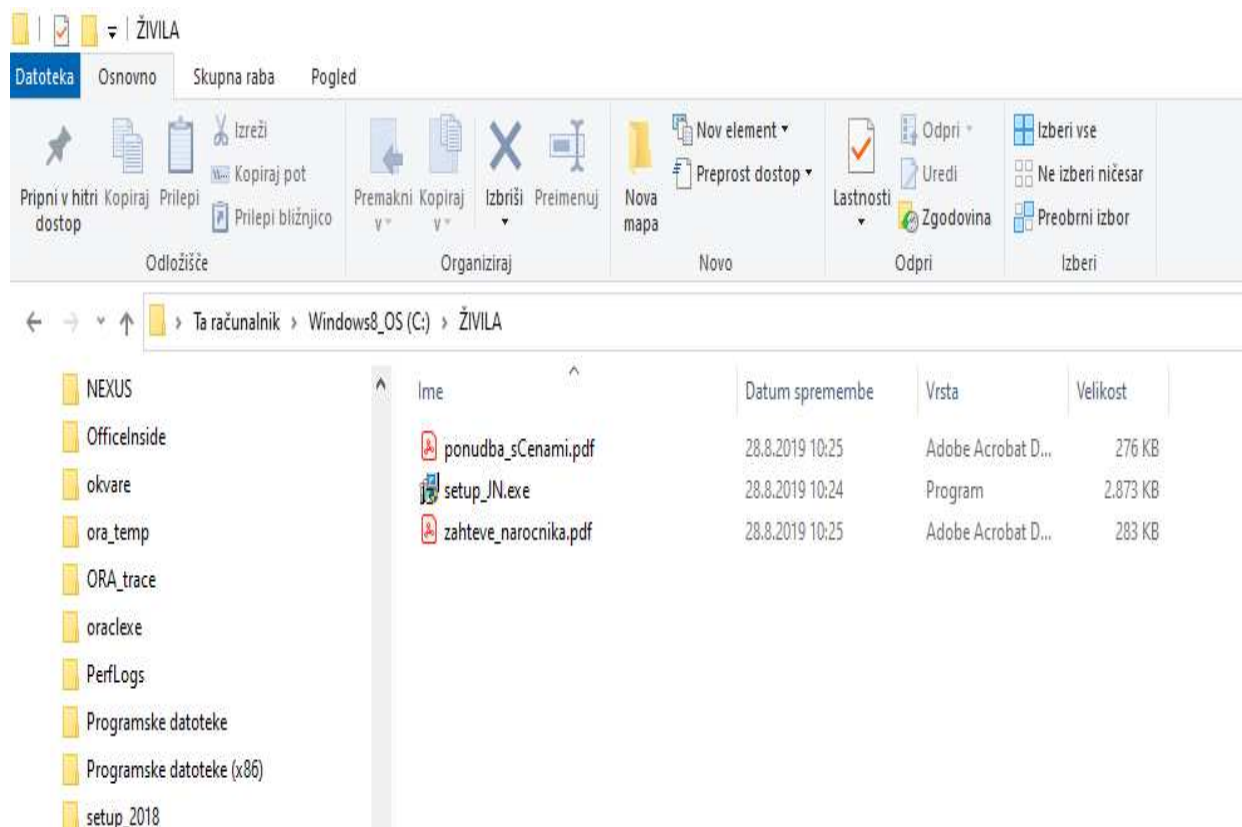 ŽIVILA
Datoteka Osnovno Skupna raba Pogled
Pripni v hitri dostop
Kopiraj
Prilepi
Izreži
Kopiraj pot
Prilepi bližnjico
Odložišče
Premakni v
Kopiraj v
Izbriši
Preimenuj
Organiziraj
Nova mapa
Nov element
Preprost dostop
Novo
Lastnosti
Odpri
Uredi
Zgodovina
Odpri
Izberi vse
Ne izberi ničesar
Preobrni izbor
Izberi
Ta računalnik > Windows8_OS (C:) > ŽIVILA
NEXUS
OfficeInside
okvare
ora_temp
ORA_trace
oraclexe
PerfLogs
Programske datoteke
Programske datoteke (x86)
setup_2018
Ime Datum spremembe Vrsta Velikost
ponudba_sCenami.pdf 28.8.2019 10:25 Adobe Acrobat D... 276 KB
setup_JN.exe 28.8.2019 10:24 Program 2.873 KB
zahteve_narocnika.pdf 28.8.2019 10:25 Adobe Acrobat D... 283 KB